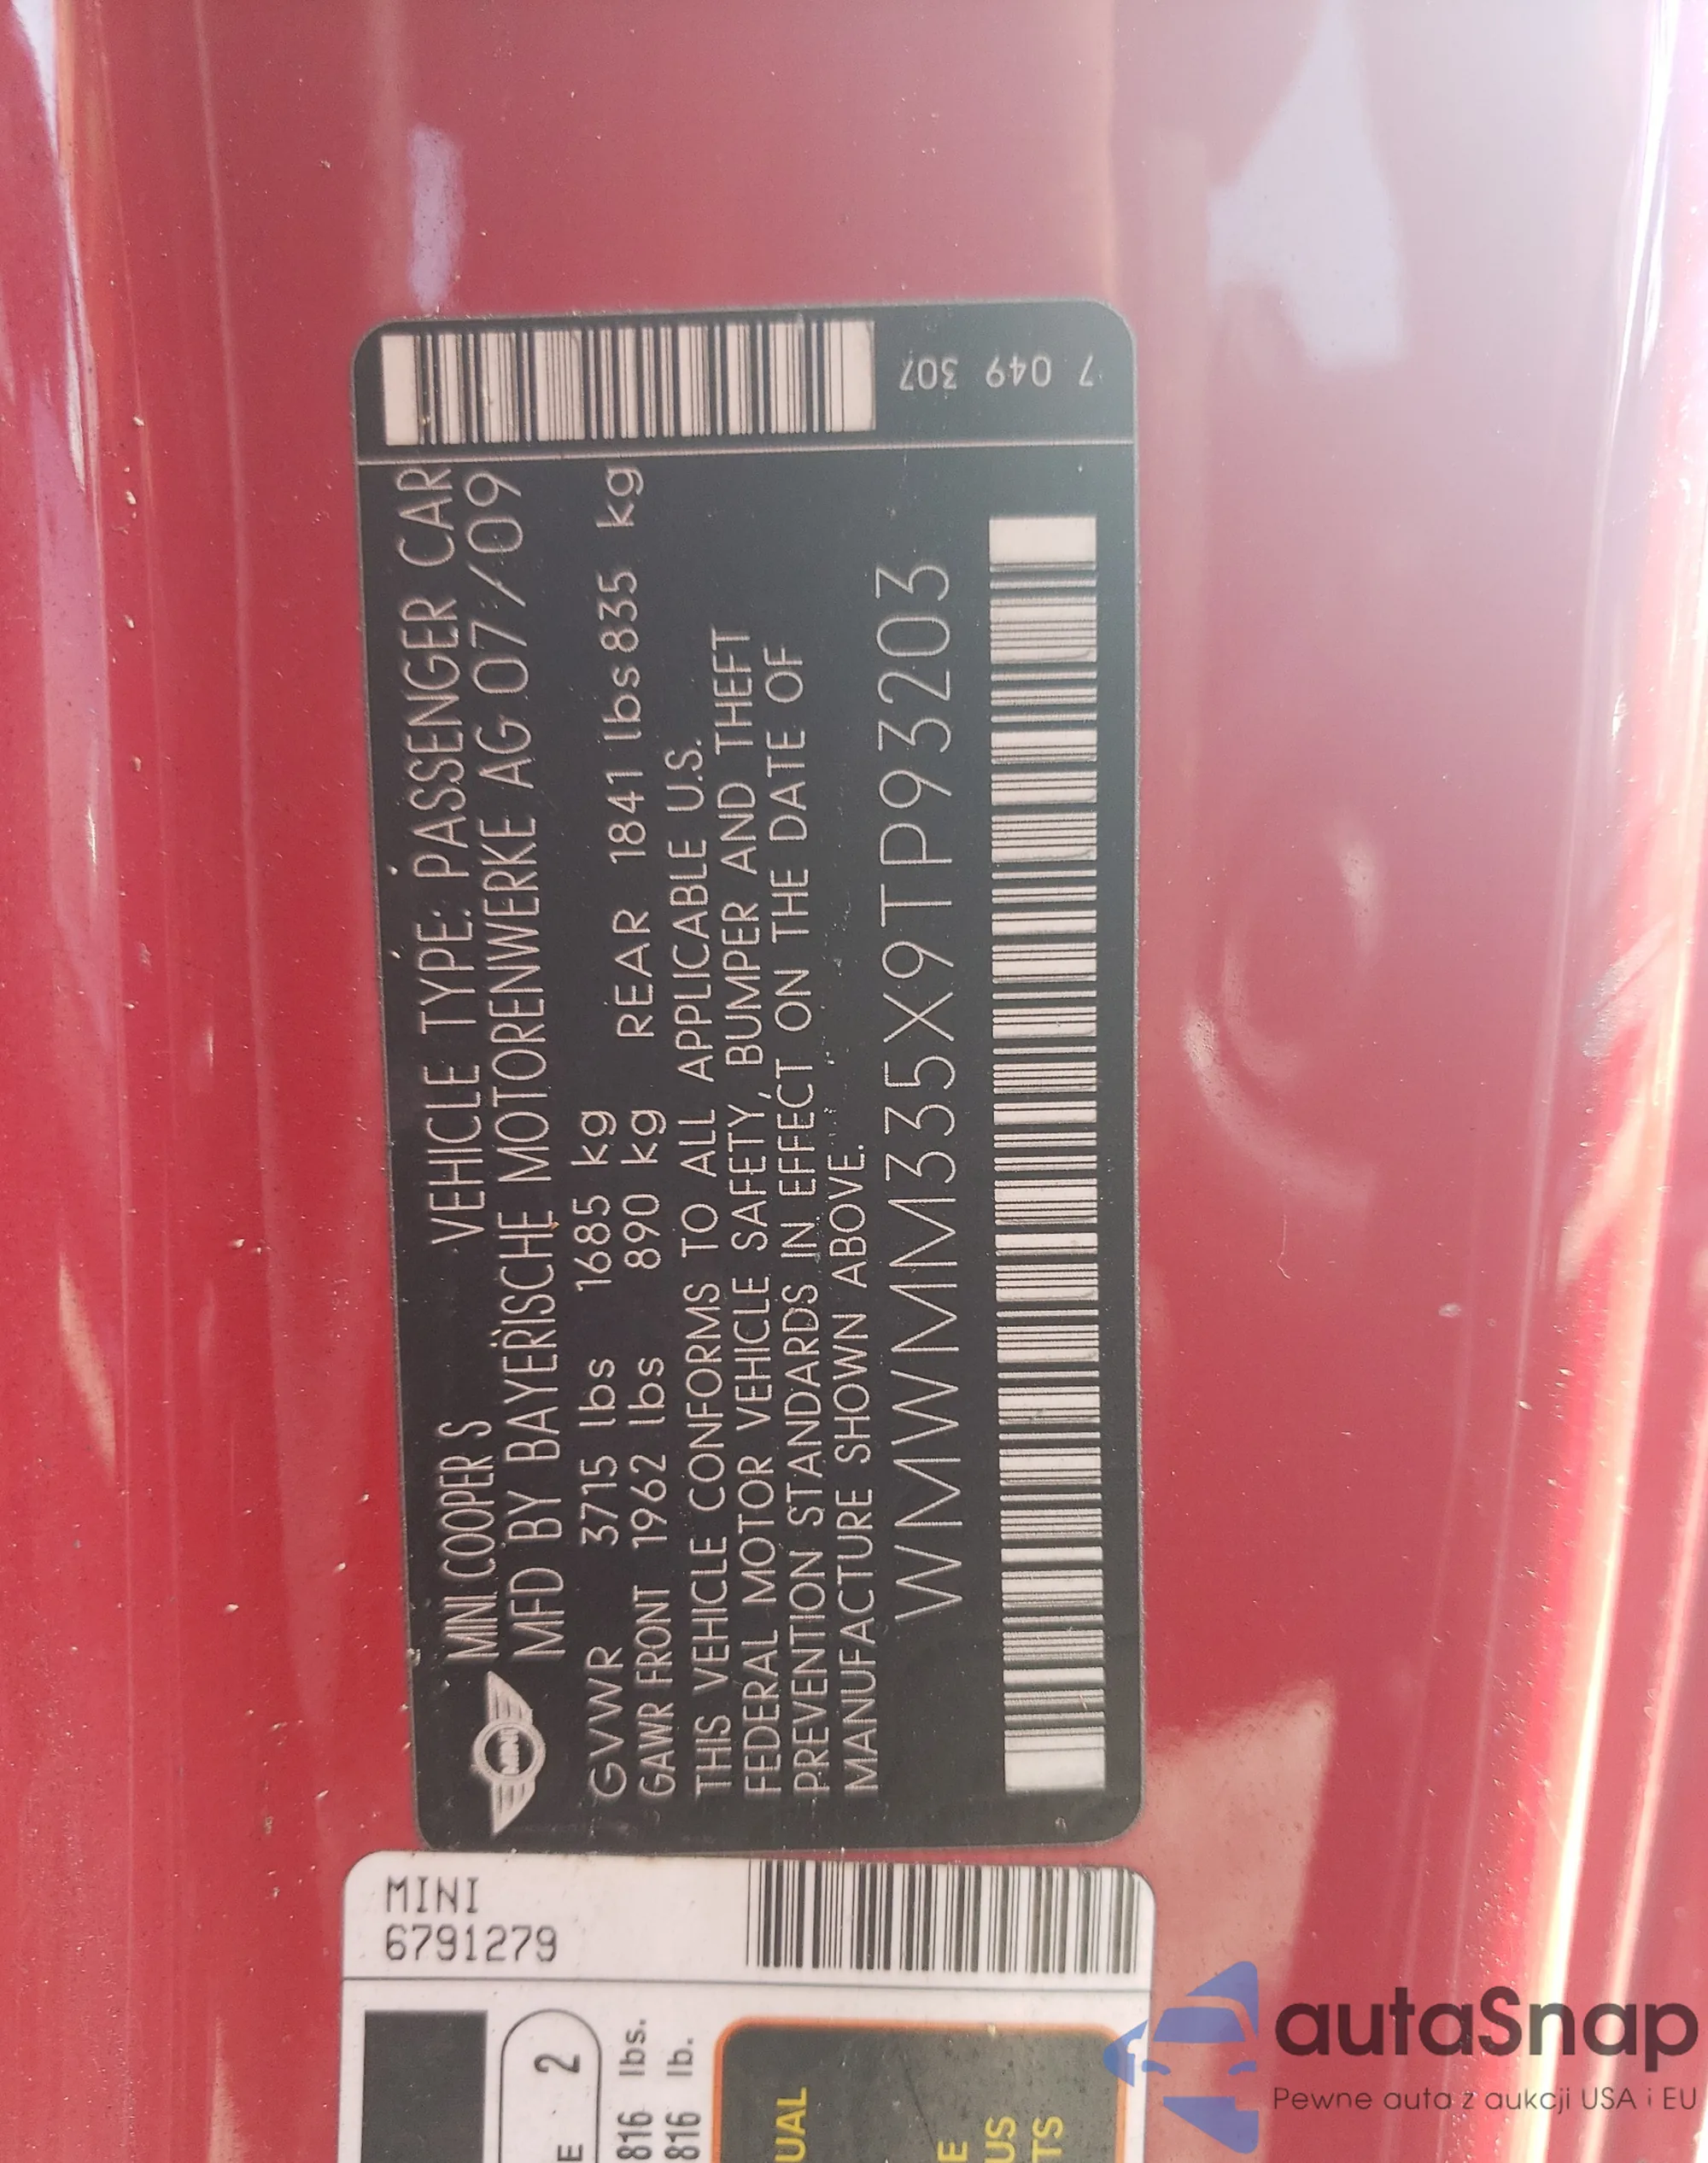 MINI COOPER S VEHICLE TYPE: PASSENGER CAR
MFD BY BAYERISCHE MOTORENWERKE AG 07/09
GVWR 3715 lbs 1685 kg
GAWR FRONT 1962 lbs 890 kg REAR 1841 lbs835 kg
THIS VEHICLE CONFORMS TO ALL APPLICABLE U.S.
FEDERAL MOTOR VEHICLE SAFETY, BUMPER AND THEFT
PREVENTION STANDARDS IN EFFECT ON THE DATE OF
MANUFACTURE SHOWN ABOVE.
WMWMM335X9TP93203
7 049 307
MINI
MINI
6791279
2
816 lbs.
816 lb.
autaSnap
Pewne auta z aukcji USA i EU